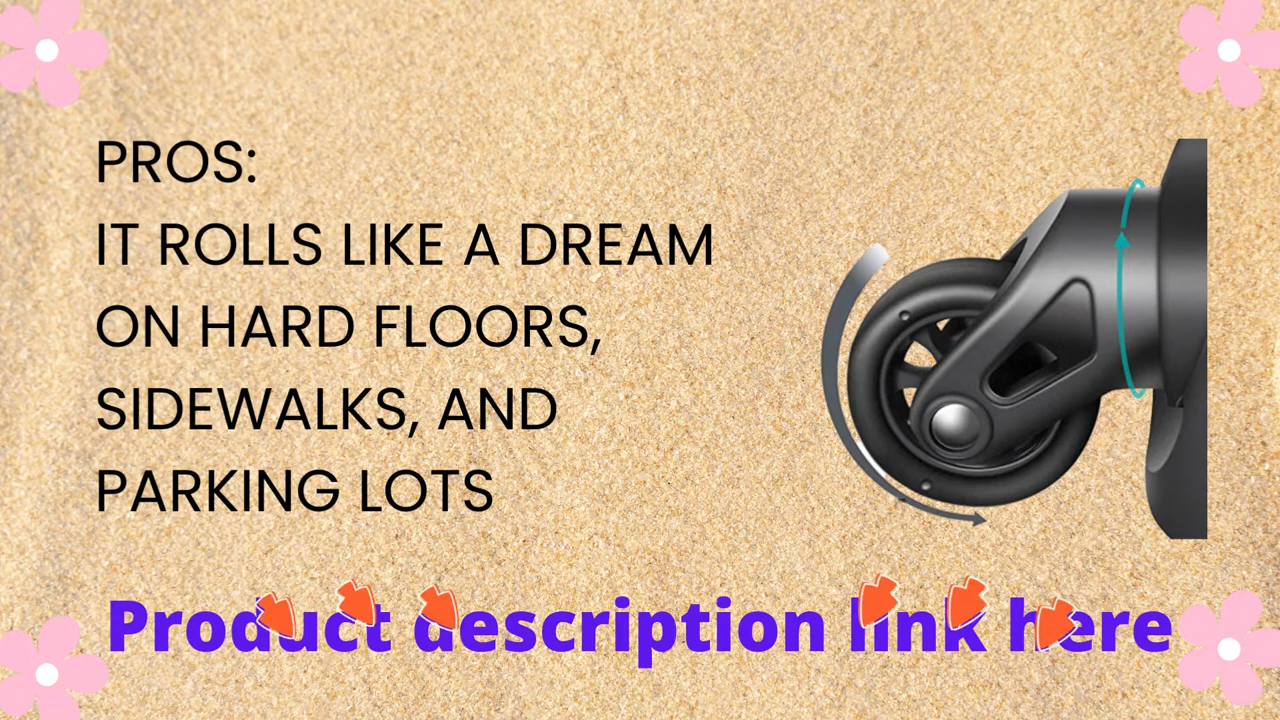 PROS:
IT ROLLS LIKE A DREAM
ON HARD FLOORS,
SIDEWALKS, AND
PARKING LOTS
Product description link here